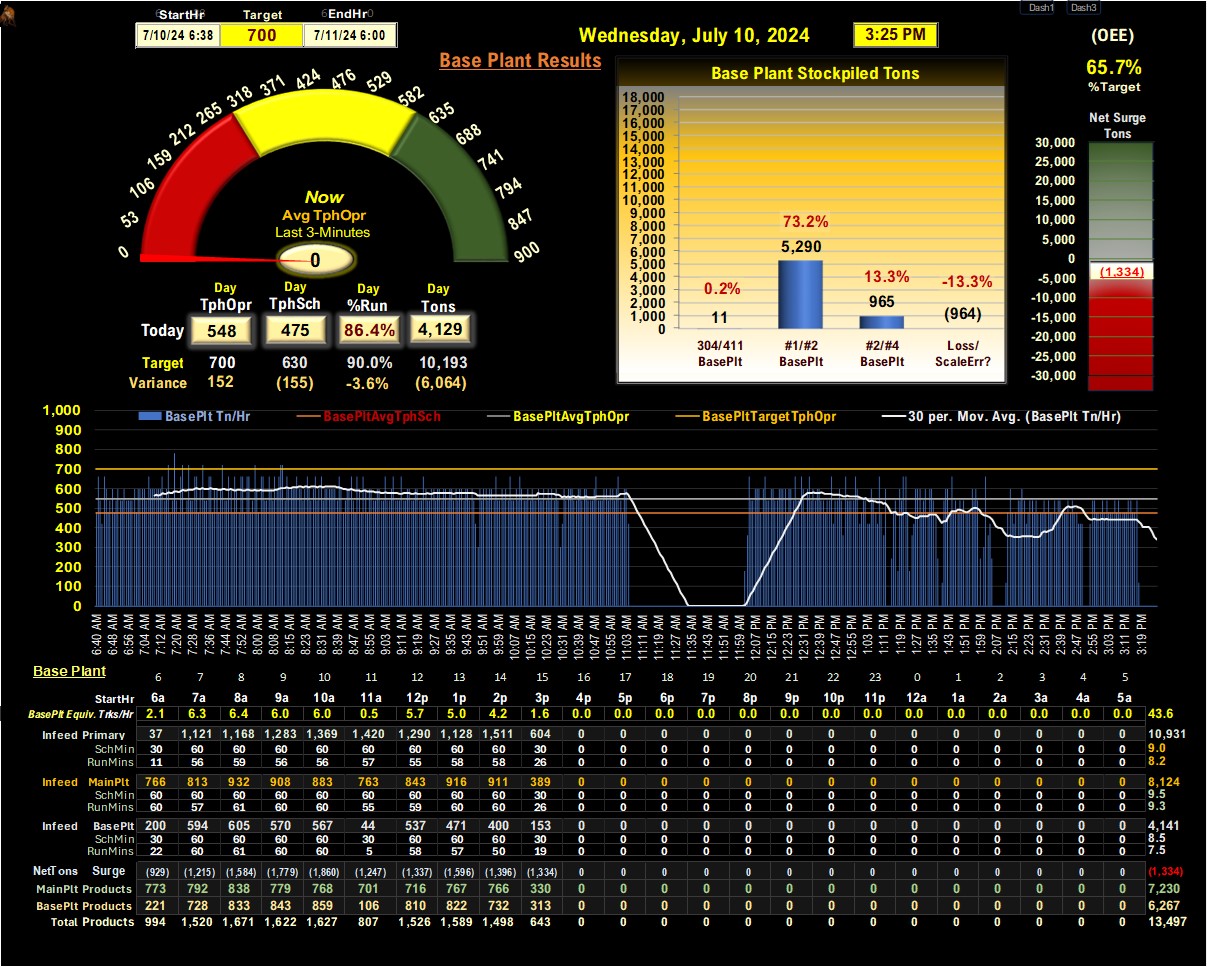 Dash1 Dash3
StartHr Target EndHr
7/10/24 6:38 700 7/11/24 6:00
Wednesday, July 10, 2024 3:25 PM
(OEE)
65.7%
%Target
Base Plant Results
0 53 106 159 212 265 318 371 424 476 529 582 635 688 741 794 847 900
Now
Avg TphOpr
Last 3-Minutes
0
Day Day Day Day
TphOpr TphSch %Run Tons
Today 548 475 86.4% 4,129
Target 700 630 90.0% 10,193
Variance 152 (155) -3.6% (6,064)
Base Plant Stockpiled Tons
18,000
17,000
16,000
15,000
14,000
13,000
12,000
11,000
10,000
9,000
8,000
7,000
6,000
5,000
4,000
3,000
2,000
1,000
0
0.2% 73.2% 13.3% -13.3%
11 5,290 965 (964)
304/411 #1/#2 #2/#4 Loss/
BasePlt BasePlt BasePlt ScaleErr?
Net Surge
Tons
30,000
25,000
20,000
15,000
10,000
5,000
0
-5,000
-10,000
-15,000
-20,000
-25,000
-30,000
(1,334)
BasePlt Tn/Hr BasePltAvgTphSch BasePltAvgTphOpr BasePltTargetTphOpr 30 per. Mov. Avg. (BasePlt Tn/Hr)
1,000
900
800
700
600
500
400
300
200
100
0
6:40 AM 6:48 AM 6:56 AM 7:04 AM 7:12 AM 7:20 AM 7:28 AM 7:36 AM 7:44 AM 7:52 AM 8:00 AM 8:08 AM 8:15 AM 8:23 AM 8:31 AM 8:39 AM 8:47 AM 8:55 AM 9:03 AM 9:11 AM 9:19 AM 9:27 AM 9:35 AM 9:43 AM 9:51 AM 9:59 AM 10:07 AM 10:15 AM 10:23 AM 10:31 AM 10:39 AM 10:47 AM 10:55 AM 11:03 AM 11:11 AM 11:19 AM 11:27 AM 11:35 AM 11:43 AM 11:51 AM 11:59 AM 12:07 PM 12:15 PM 12:23 PM 12:31 PM 12:39 PM 12:47 PM 12:55 PM 1:03 PM 1:11 PM 1:19 PM 1:27 PM 1:35 PM 1:43 PM 1:51 PM 1:59 PM 2:07 PM 2:15 PM 2:23 PM 2:31 PM 2:39 PM 2:47 PM 2:55 PM 3:03 PM 3:11 PM 3:19 PM
Base Plant
6 7 8 9 10 11 12 13 14 15 16 17 18 19 20 21 22 23 0 1 2 3 4 5
StartHr 6a 7a 8a 9a 10a 11a 12p 1p 2p 3p 4p 5p 6p 7p 8p 9p 10p 11p 12a 1a 2a 3a 4a 5a
BasePlt Equiv. Trks/Hr 2.1 6.3 6.4 6.0 6.0 0.5 5.7 5.0 4.2 1.6 0.0 0.0 0.0 0.0 0.0 0.0 0.0 0.0 0.0 0.0 0.0 0.0 0.0 0.0 43.6
Infeed Primary 37 1,121 1,168 1,283 1,369 1,420 1,290 1,128 1,511 604 0 0 0 0 0 0 0 0 0 0 0 0 0 0 10,931
SchMin 30 60 60 60 60 60 60 60 60 30 0 0 0 0 0 0 0 0 0 0 0 0 0 0 9.0
RunMins 11 56 59 56 56 57 55 58 58 26 0 0 0 0 0 0 0 0 0 0 0 0 0 0 8.2
Infeed MainPlt 766 813 932 908 883 763 843 916 911 389 0 0 0 0 0 0 0 0 0 0 0 0 0 0 8,124
SchMin 60 60 60 60 60 60 60 60 60 30 0 0 0 0 0 0 0 0 0 0 0 0 0 0 9.5
RunMins 60 57 61 60 60 55 59 60 60 26 0 0 0 0 0 0 0 0 0 0 0 0 0 0 9.3
Infeed BasePlt 200 594 605 570 567 44 537 471 400 153 0 0 0 0 0 0 0 0 0 0 0 0 0 0 4,141
SchMin 30 60 60 60 60 30 60 60 60 30 0 0 0 0 0 0 0 0 0 0 0 0 0 0 8.5
RunMins 22 60 61 60 60 5 58 57 50 19 0 0 0 0 0 0 0 0 0 0 0 0 0 0 7.5
NetTons Surge (929) (1,215) (1,584) (1,779) (1,860) (1,247) (1,337) (1,596) (1,396) (1,334) 0 0 0 0 0 0 0 0 0 0 0 0 0 0 (1,334)
MainPlt Products 773 792 838 779 768 701 716 767 766 330 0 0 0 0 0 0 0 0 0 0 0 0 0 0 7,230
BasePlt Products 221 728 833 843 859 106 810 822 732 313 0 0 0 0 0 0 0 0 0 0 0 0 0 0 6,267
Total Products 994 1,520 1,671 1,622 1,627 807 1,526 1,589 1,498 643 0 0 0 0 0 0 0 0 0 0 0 0 0 0 13,497